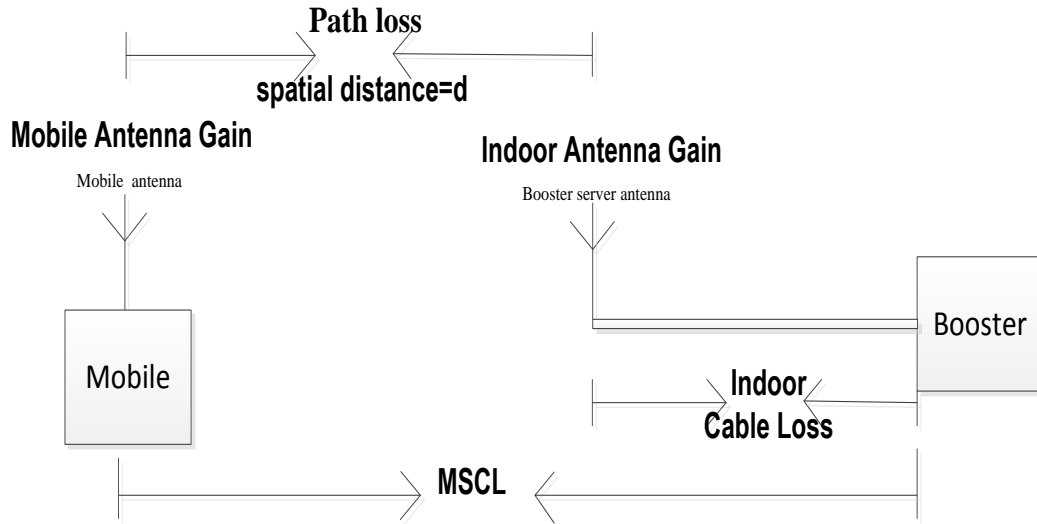 Path loss
spatial distance=d
Mobile Antenna Gain
Indoor Antenna Gain
Mobile antenna
Booster server antenna
Mobile
Booster
Indoor
Cable Loss
MSCL